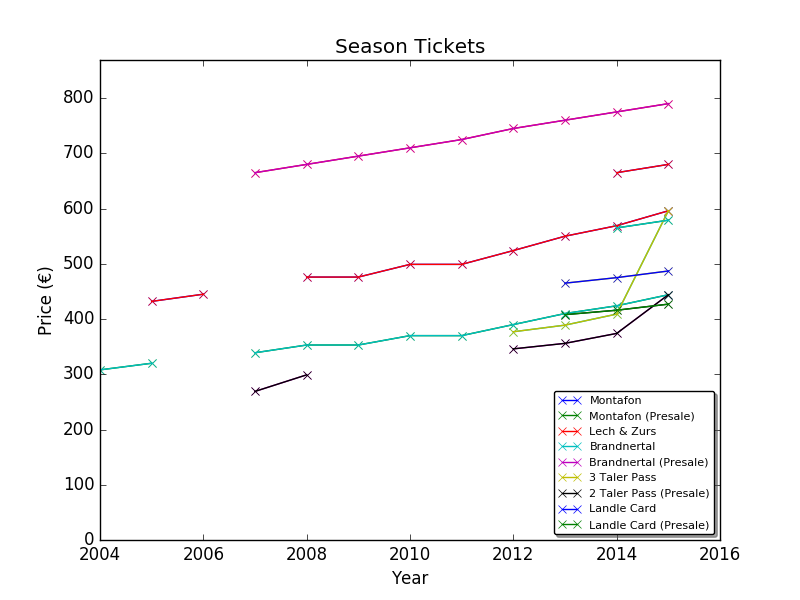 Season Tickets
Price (€)
800
700
600
500
400
300
200
100
0
Montafon
Montafon (Presale)
Lech & Zurs
Brandnertal
Brandnertal (Presale)
3 Taler Pass
2 Taler Pass (Presale)
Landle Card
Landle Card (Presale)
2004 2006 2008 2010 2012 2014 2016
Year